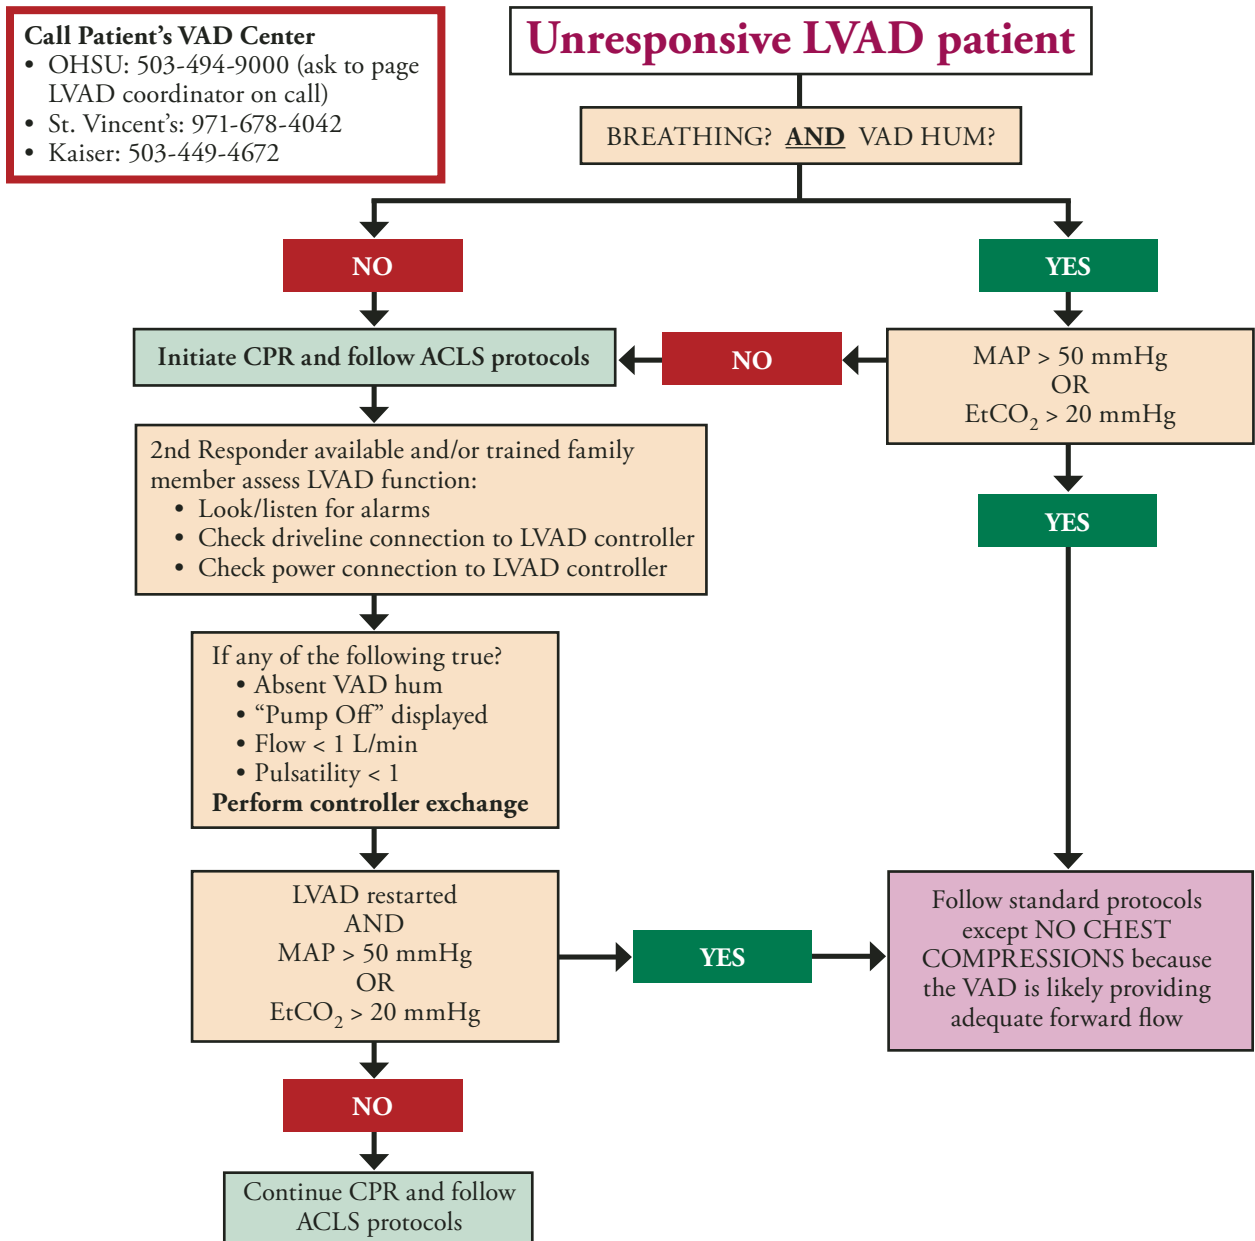 Call Patient's VAD Center
• OHSU: 503-494-9000 (ask to page
LVAD coordinator on call)
• St. Vincent's: 971-678-4042
• Kaiser: 503-449-4672
Unresponsive LVAD patient
BREATHING? AND VAD HUM?
NO
YES
Initiate CPR and follow ACLS protocols
NO
MAP > 50 mmHg
OR
EtCO₂ > 20 mmHg
2nd Responder available and/or trained family
member assess LVAD function:
• Look/listen for alarms
• Check driveline connection to LVAD controller
• Check power connection to LVAD controller
YES
If any of the following true?
• Absent VAD hum
• “Pump Off” displayed
• Flow < 1 L/min
• Pulsatility < 1
Perform controller exchange
LVAD restarted
AND
MAP > 50 mmHg
OR
EtCO₂ > 20 mmHg
YES
Follow standard protocols
except NO CHEST
COMPRESSIONS because
the VAD is likely providing
adequate forward flow
NO
Continue CPR and follow
ACLS protocols